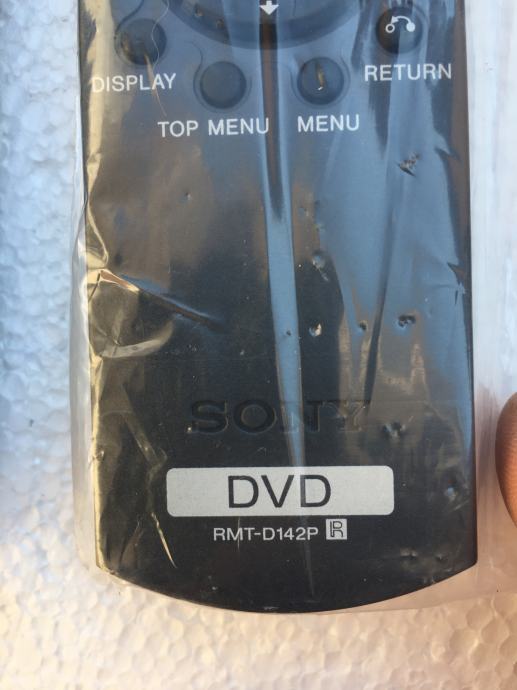 DISPLAY
RETURN
TOP MENU
MENU
SONY
DVD
RMT-D142P R